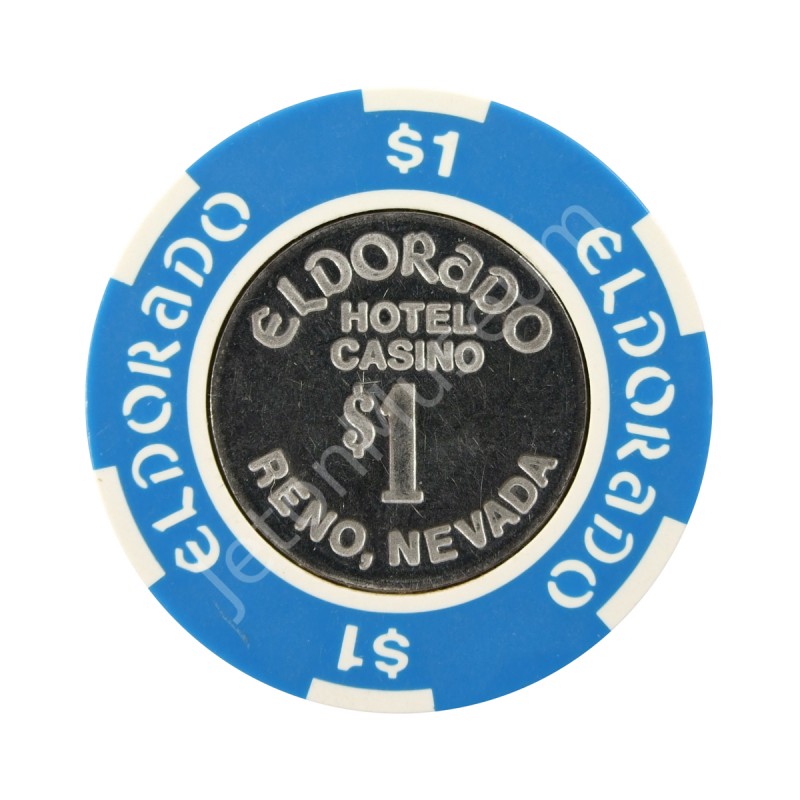 $1
ELDORADO
ELDORADO
ELDORADO
HOTEL
CASINO
$1
RENO, NEVADA
$1